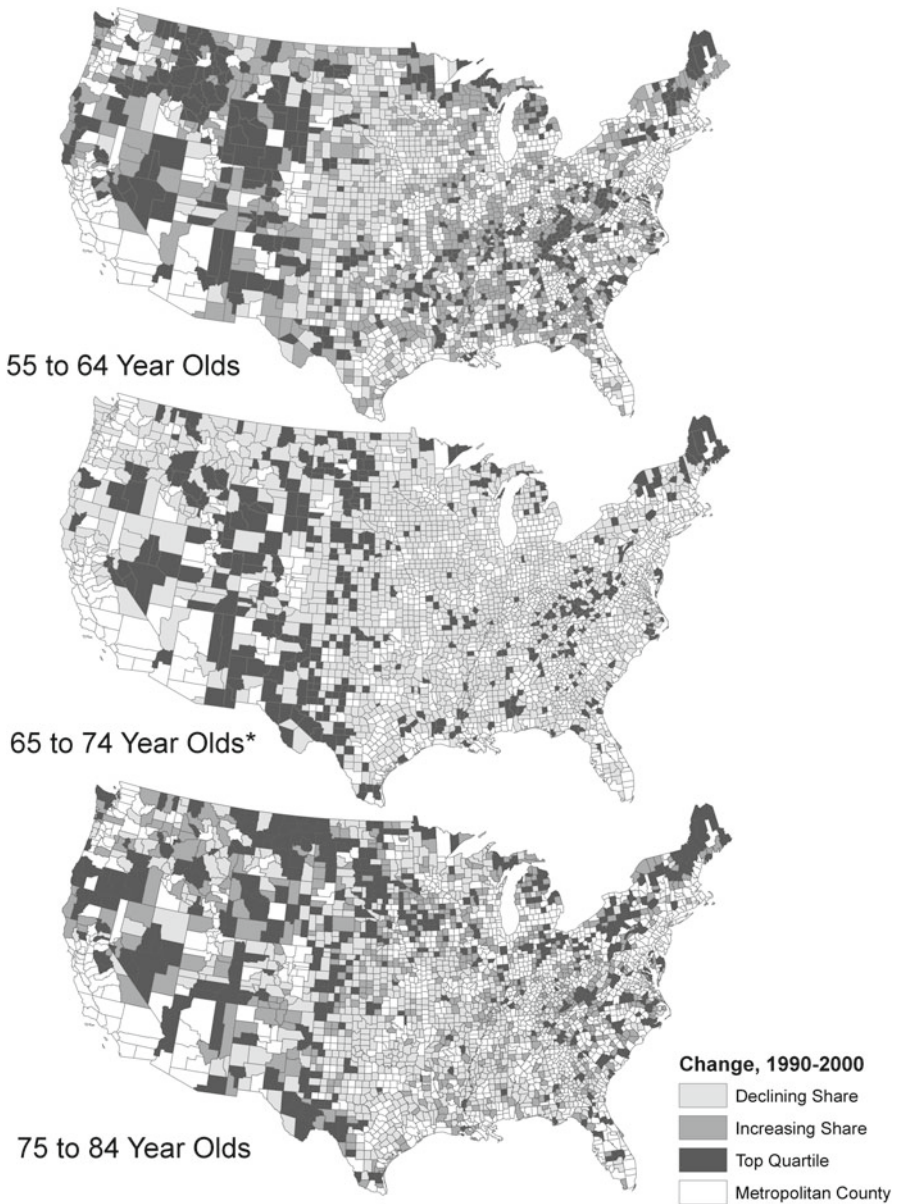 55 to 64 Year Olds
65 to 74 Year Olds*
75 to 84 Year Olds
Change, 1990-2000
Declining Share
Increasing Share
Top Quartile
Metropolitan County